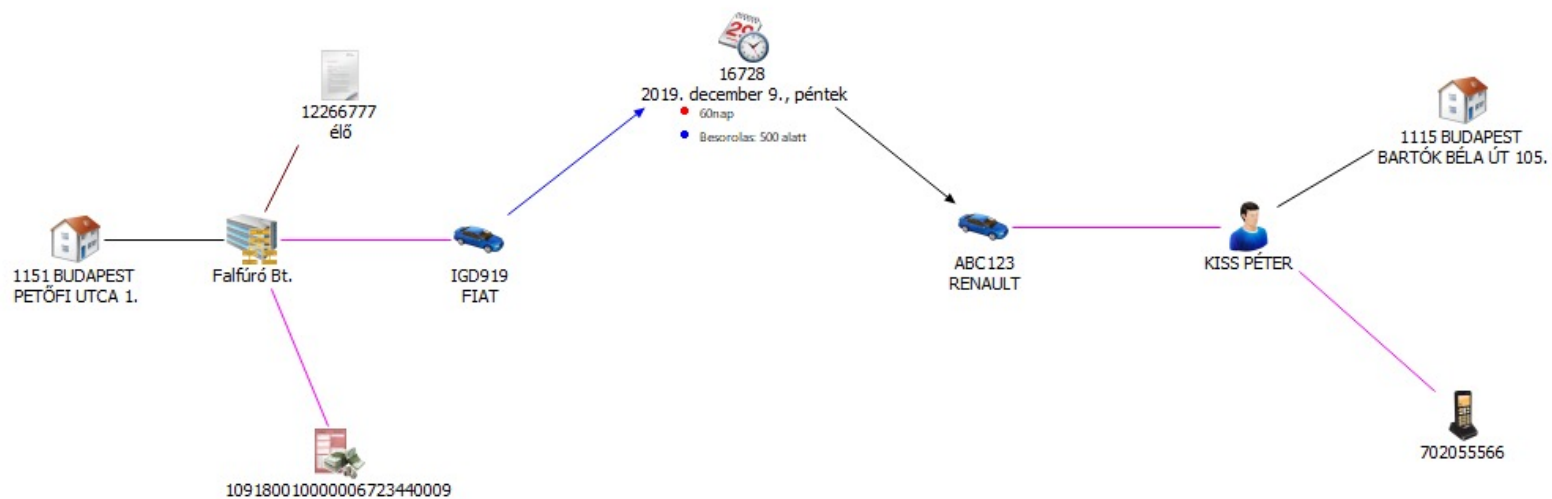 16728
2019. december 9., péntek
60nap
Besorolas: 500 alatt
12266777
élő
1115 BUDAPEST
BARTÓK BÉLA ÚT 105.
1151 BUDAPEST
PETŐFI UTCA 1.
Falfúró Bt.
IGD919
FIAT
ABC123
RENAULT
KISS PÉTER
702055566
109180010000006723440009